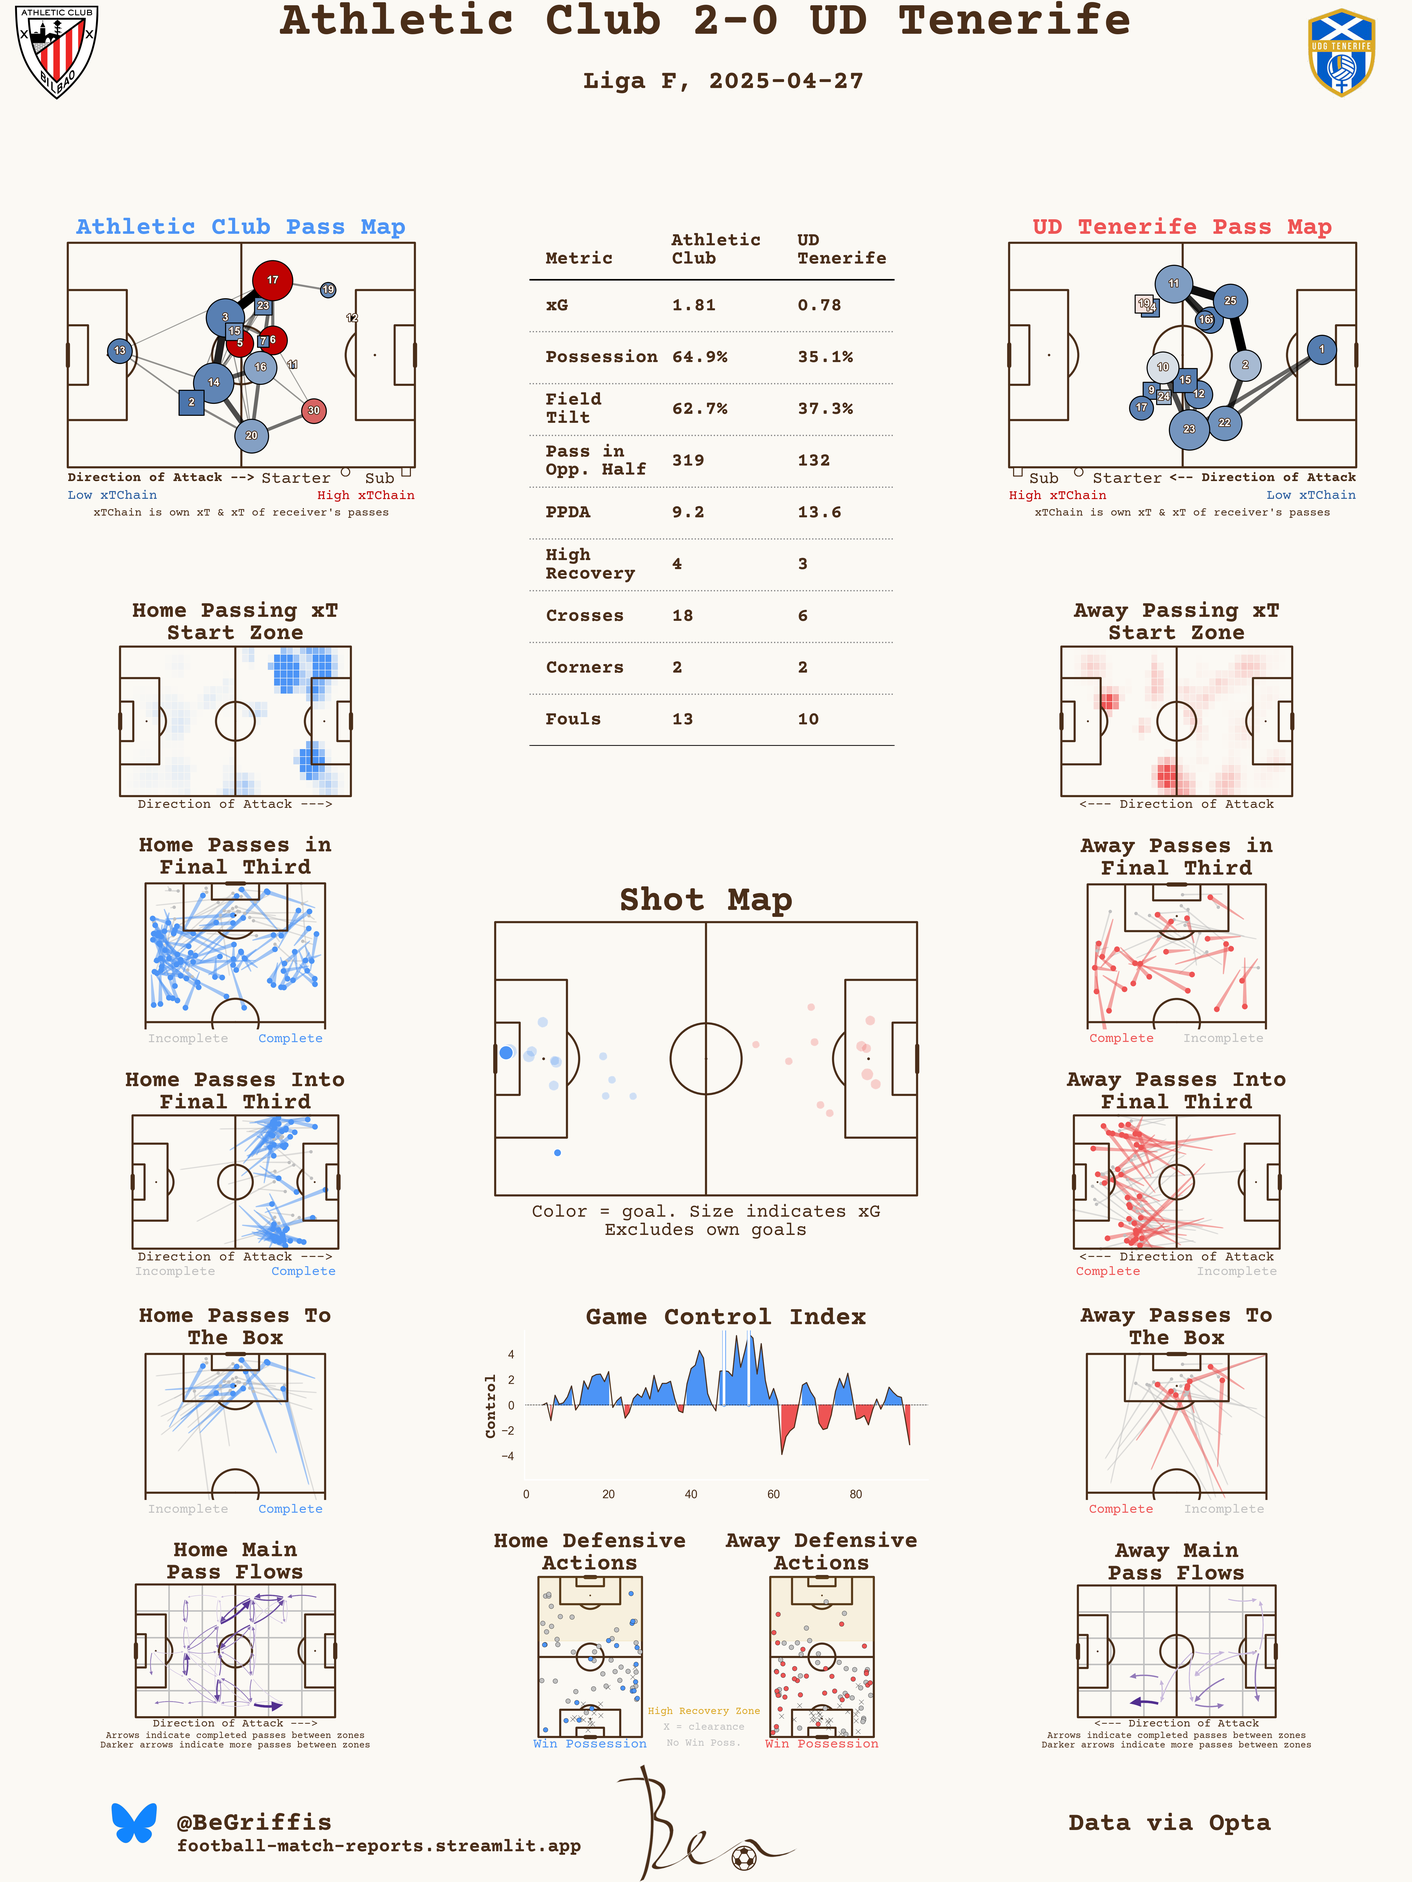 Athletic Club 2-0 UD Tenerife
Liga F, 2025-04-27
ATHLETIC CLUB
BILBAO
UDG TENERIFE
Athletic Club Pass Map
17
19
23
3
12
15
5
7
6
13
16
11
14
2
30
20
Direction of Attack --> Starter Sub
Low xTChain High xTChain
xTChain is own xT & xT of receiver's passes
Metric Athletic Club UD Tenerife
xG 1.81 0.78
Possession 64.9% 35.1%
Field Tilt 62.7% 37.3%
Pass in Opp. Half 319 132
PPDA 9.2 13.6
High Recovery 4 3
Crosses 18 6
Corners 2 2
Fouls 13 10
UD Tenerife Pass Map
11
19
14
25
16
1
10
2
15
9
24
12
17
23
22
Sub Starter <-- Direction of Attack
High xTChain Low xTChain
xTChain is own xT & xT of receiver's passes
Home Passing xT
Start Zone
Direction of Attack --->
Away Passing xT
Start Zone
<--- Direction of Attack
Home Passes in
Final Third
Incomplete Complete
Away Passes in
Final Third
Complete Incomplete
Shot Map
Color = goal. Size indicates xG
Excludes own goals
Home Passes Into
Final Third
Direction of Attack --->
Incomplete Complete
Away Passes Into
Final Third
<--- Direction of Attack
Complete Incomplete
Home Passes To
The Box
Incomplete Complete
Game Control Index
Control
4
2
0
−2
−4
0 20 40 60 80
Away Passes To
The Box
Complete Incomplete
Home Main
Pass Flows
Direction of Attack --->
Arrows indicate completed passes between zones
Darker arrows indicate more passes between zones
Home Defensive
Actions
Win Possession
High Recovery Zone
X = clearance
No Win Poss.
Away Defensive
Actions
Win Possession
Away Main
Pass Flows
<--- Direction of Attack
Arrows indicate completed passes between zones
Darker arrows indicate more passes between zones
@BeGriffis
football-match-reports.streamlit.app
Ben
Data via Opta